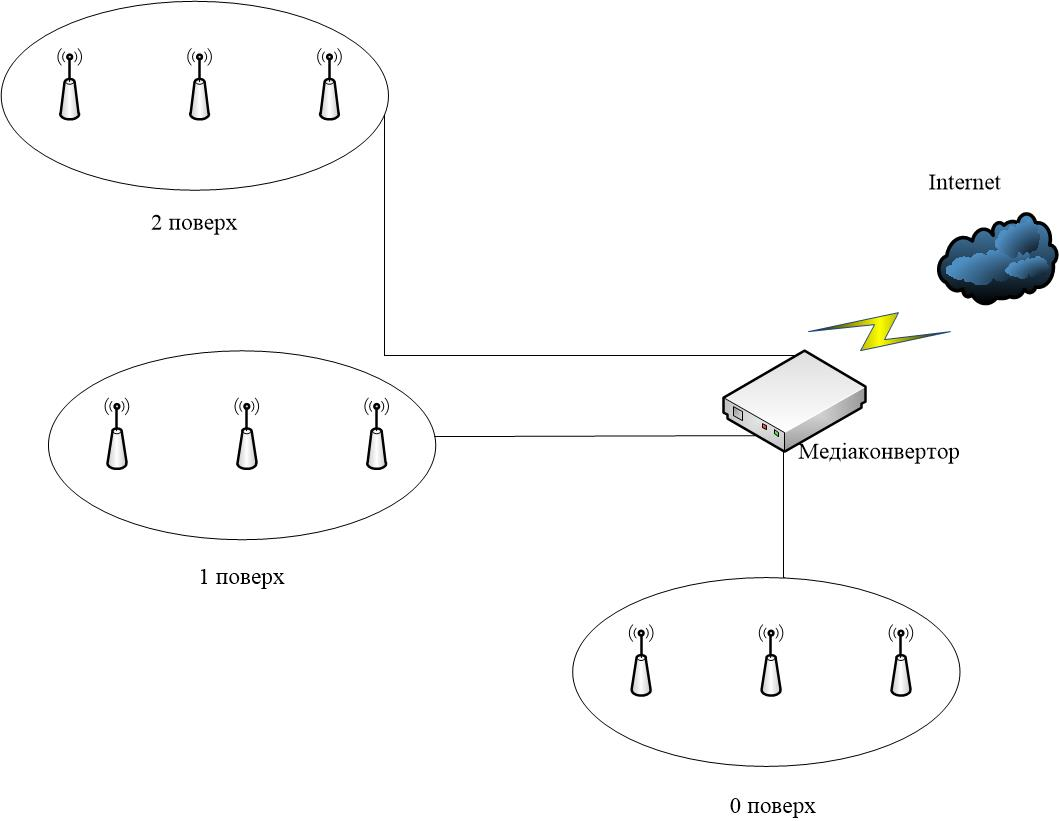 2 поверх
Internet
Медіаконвертор
1 поверх
0 поверх